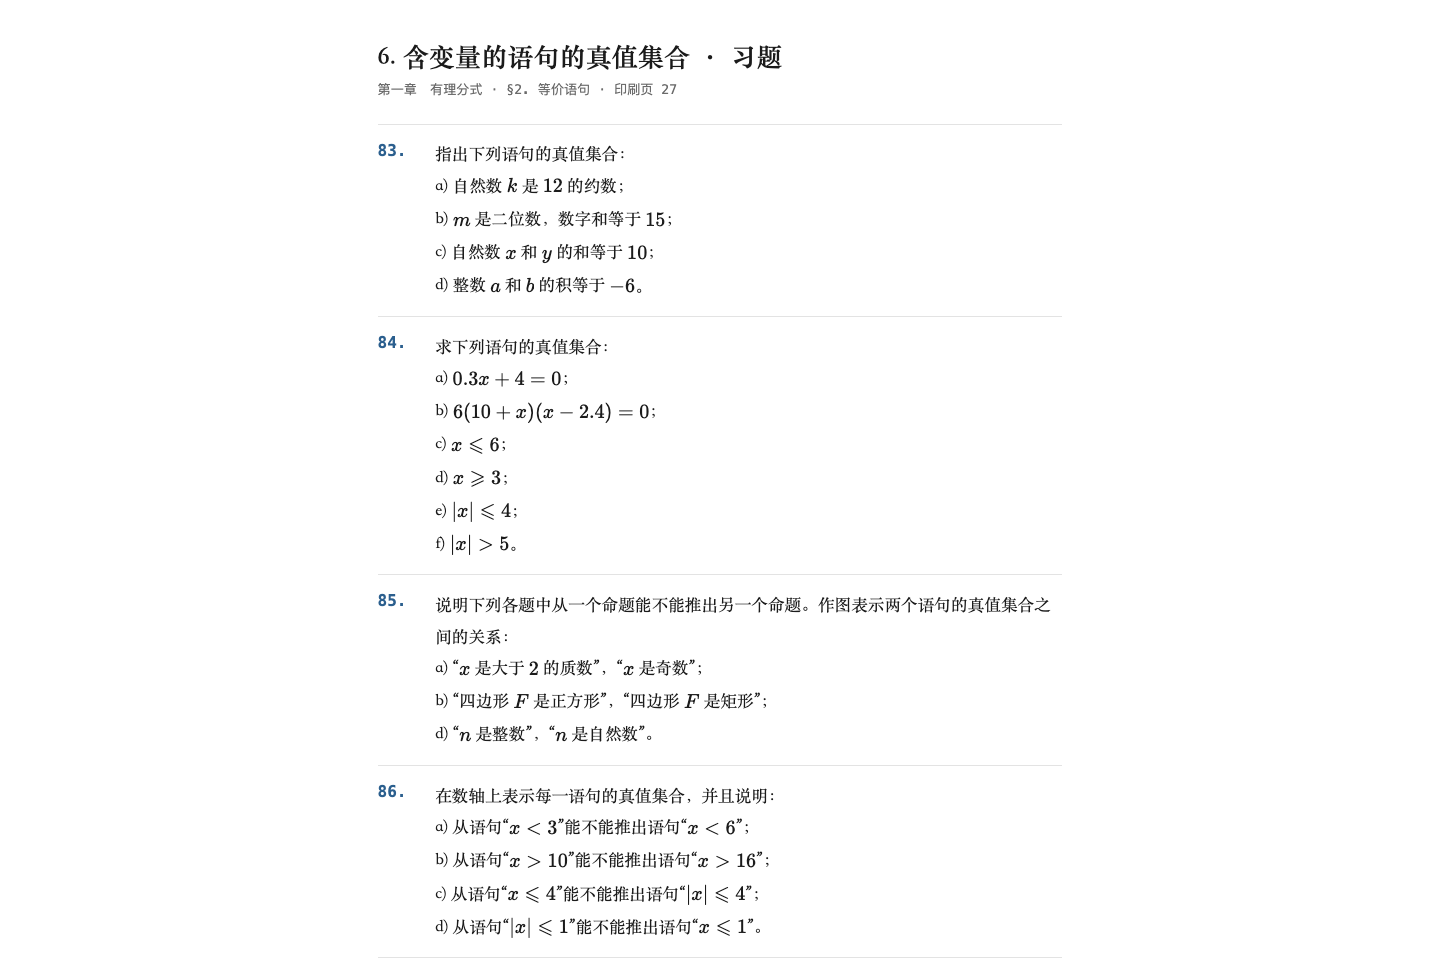 6. 含变量的语句的真值集合 · 习题
第一章 有理分式 · §2. 等价语句 · 印刷页 27
83. 指出下列语句的真值集合：
a) 自然数 k 是 12 的约数；
b) m 是二位数，数字和等于 15；
c) 自然数 x 和 y 的和等于 10；
d) 整数 a 和 b 的积等于 −6。
84. 求下列语句的真值集合：
a) 0.3x + 4 = 0；
b) 6(10 + x)(x − 2.4) = 0；
c) x ⩽ 6；
d) x ⩾ 3；
e) |x| ⩽ 4；
f) |x| > 5。
85. 说明下列各题中从一个命题能不能推出另一个命题。作图表示两个语句的真值集合之
间的关系：
a) “x 是大于 2 的质数”，“x 是奇数”；
b) “四边形 F 是正方形”，“四边形 F 是矩形”；
d) “n 是整数”，“n 是自然数”。
86. 在数轴上表示每一语句的真值集合，并且说明：
a) 从语句“x < 3”能不能推出语句“x < 6”；
b) 从语句“x > 10”能不能推出语句“x > 16”；
c) 从语句“x ⩽ 4”能不能推出语句“|x| ⩽ 4”；
d) 从语句“|x| ⩽ 1”能不能推出语句“x ⩽ 1”。